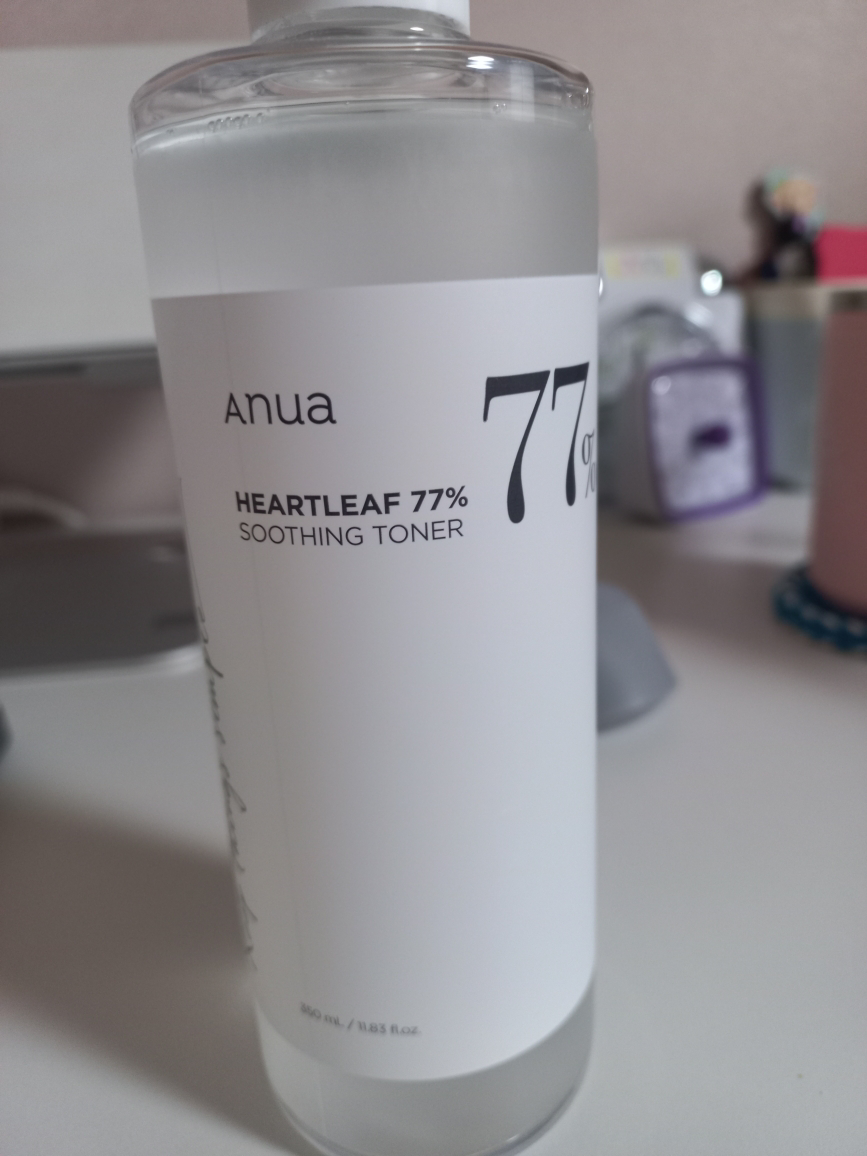 Anua
77%
HEARTLEAF 77%
SOOTHING TONER
350 mL / 11.83 fl.oz.